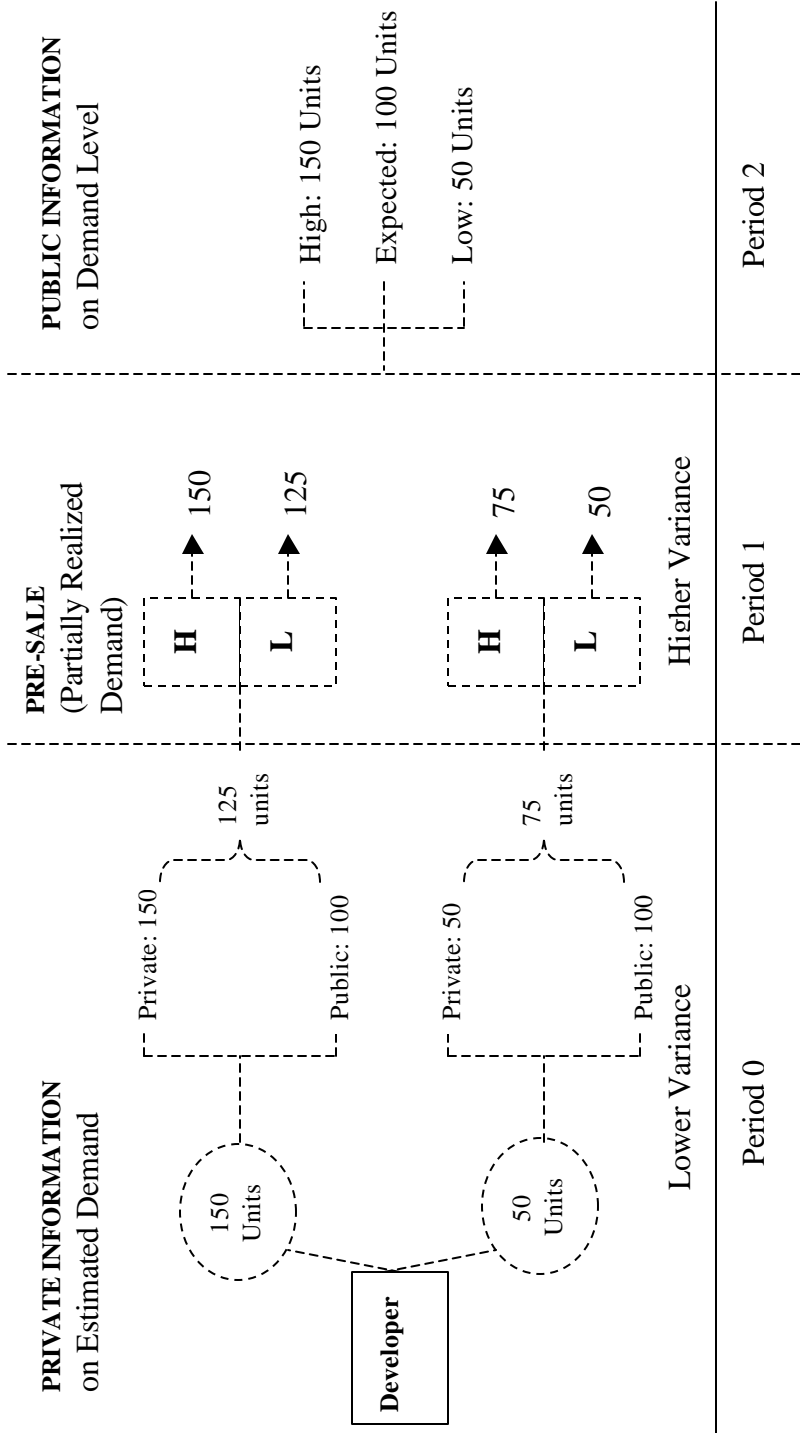 PRIVATE INFORMATION
on Estimated Demand
Developer
150
Units
Private: 150
Public: 100
125
units
50
Units
Private: 50
Public: 100
75
units
Lower Variance
Period 0
PRE-SALE
(Partially Realized
Demand)
H
150
L
125
H
75
L
50
Higher Variance
Period 1
PUBLIC INFORMATION
on Demand Level
High: 150 Units
Expected: 100 Units
Low: 50 Units
Period 2